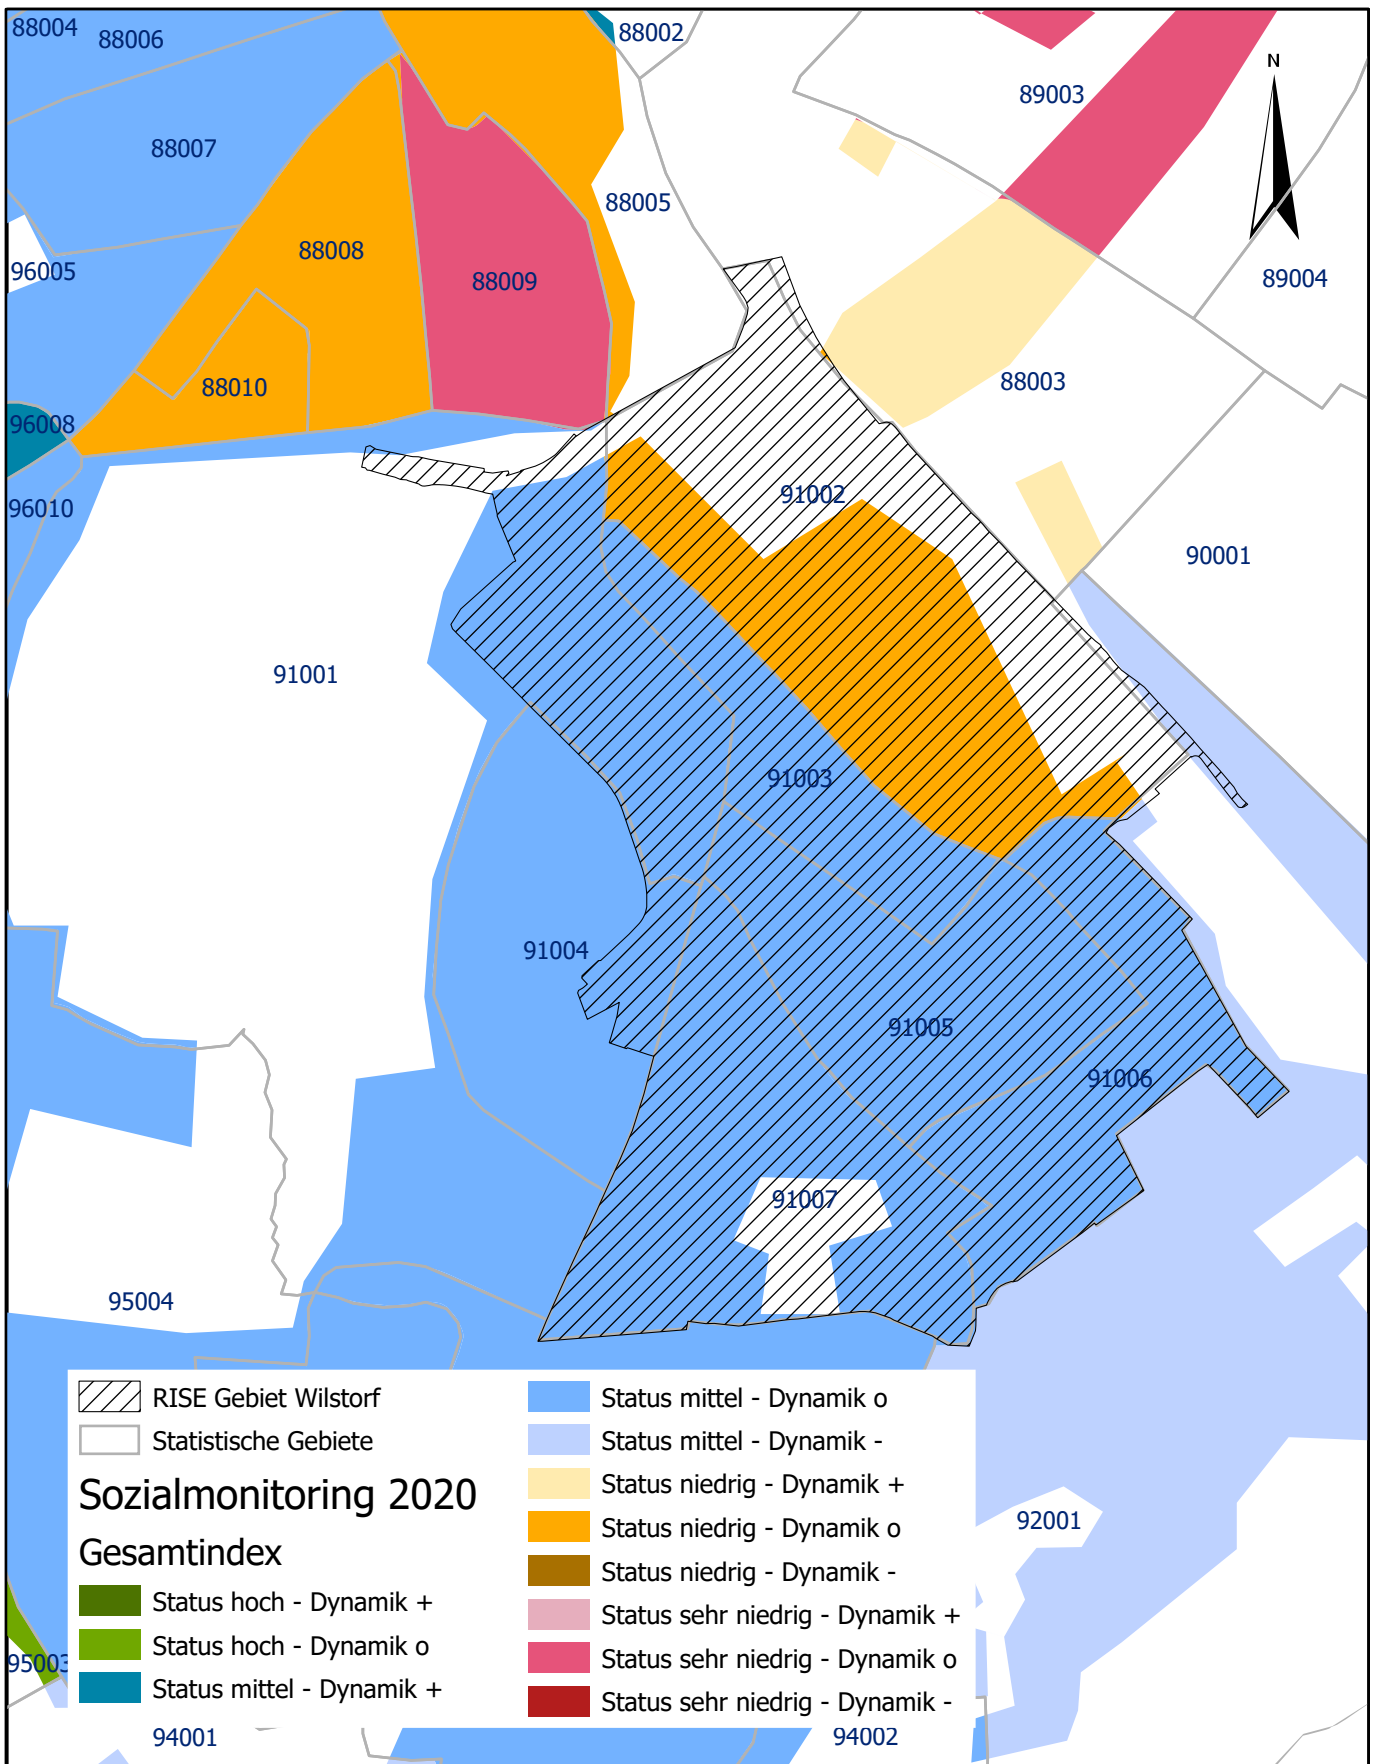 88004
88006
88002
N
89003
88007
88005
88008
96005
88009
89004
88010
88003
96008
91002
96010
90001
91001
91003
91004
91005
91006
91007
95004
RISE Gebiet Wilstorf
Statistische Gebiete
Sozialmonitoring 2020
Gesamtindex
Status hoch - Dynamik +
Status hoch - Dynamik o
Status mittel - Dynamik +
Status mittel - Dynamik o
Status mittel - Dynamik -
Status niedrig - Dynamik +
Status niedrig - Dynamik o
Status niedrig - Dynamik -
Status sehr niedrig - Dynamik +
Status sehr niedrig - Dynamik o
Status sehr niedrig - Dynamik -
92001
95003
94001
94002